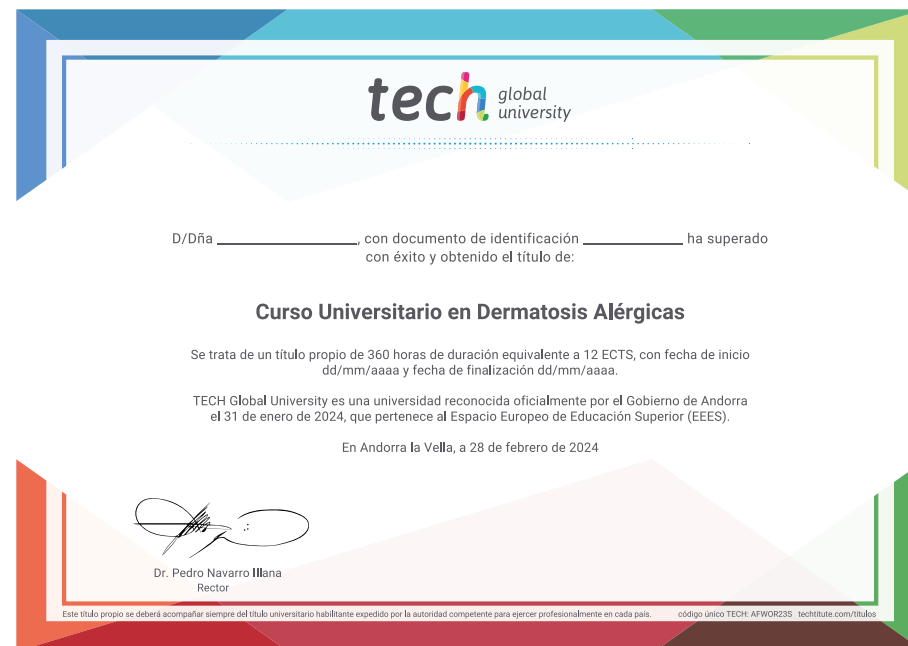 tech global university
D/Dña ____________, con documento de identificación ____________ ha superado
con éxito y obtenido el título de:
Curso Universitario en Dermatosis Alérgicas
Se trata de un título propio de 360 horas de duración equivalente a 12 ECTS, con fecha de inicio
dd/mm/aaaa y fecha de finalización dd/mm/aaaa.
TECH Global University es una universidad reconocida oficialmente por el Gobierno de Andorra
el 31 de enero de 2024, que pertenece al Espacio Europeo de Educación Superior (EEES).
En Andorra la Vella, a 28 de febrero de 2024
Dr. Pedro Navarro Illana
Rector
Este título propio se deberá acompañar siempre del título universitario habilitante expedido por la autoridad competente para ejercer profesionalmente en cada país. código único TECH: AFWOR23S techtitute.com/titulos